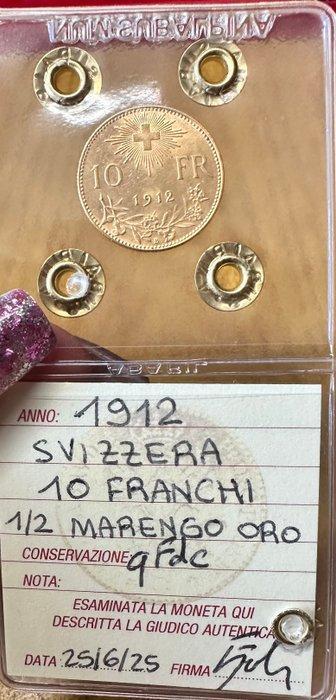 NUMISUBALPINA
10 FR
1912
B
ANNO: 1912
SVIZZERA
10 FRANCHI
1/2 MARENGO ORO
CONSERVAZIONE qFdc
NOTA:
ESAMINATA LA MONETA QUI
DESCRITTA LA GIUDICO AUTENTICA
DATA 25/6/25 FIRMA